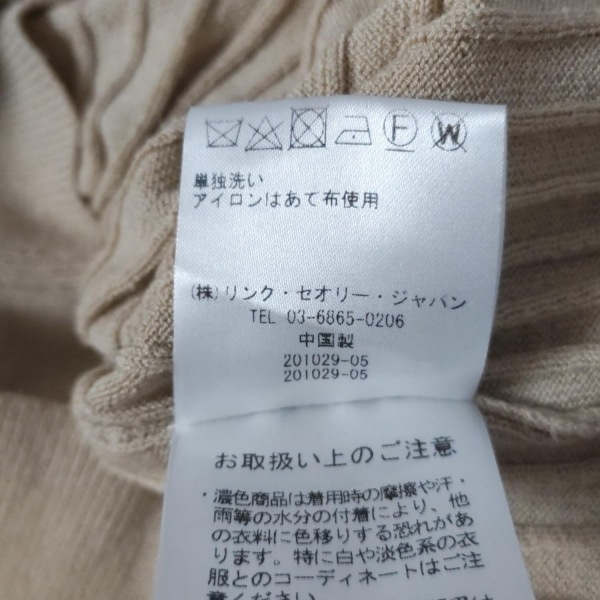 F W
単独洗い
アイロンはあて布使用
(株)リンク・セオリー・ジャパン
TEL 03-6865-0206
中国製
201029-05
201029-05
お取扱い上のご注意
・濃色商品は着用時の摩擦や汗・
雨等の水分の付着により、他
の衣料に色移りする恐れがあ
ります。特に白や淡色系の衣
服とのコーディネートはご注
意ください